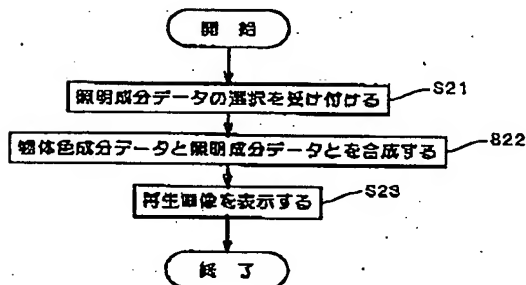 開始
照明成分データの選択を受け付ける
S21
物体色成分データと照明成分データとを合成する
S22
再生画像を表示する
S23
終了